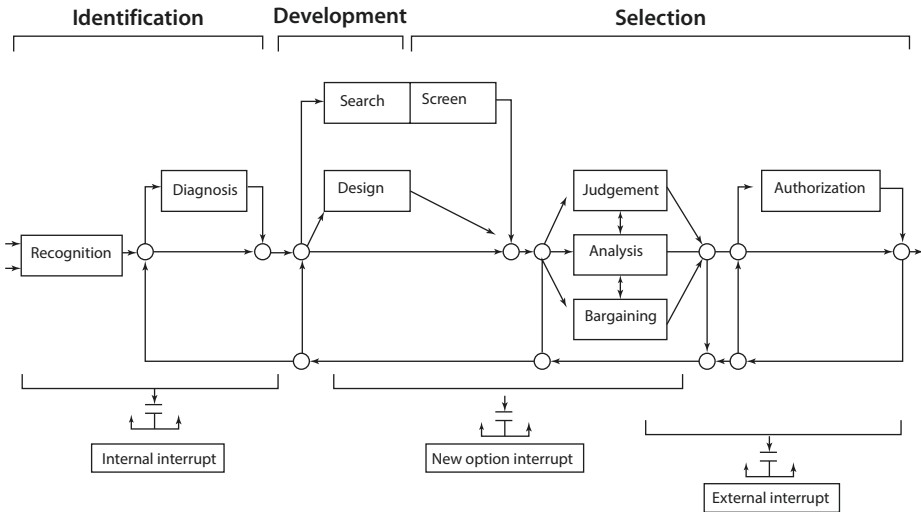 Identification
Development
Selection
Search
Screen
Diagnosis
Design
Judgement
Authorization
Recognition
Analysis
Bargaining
Internal interrupt
New option interrupt
External interrupt